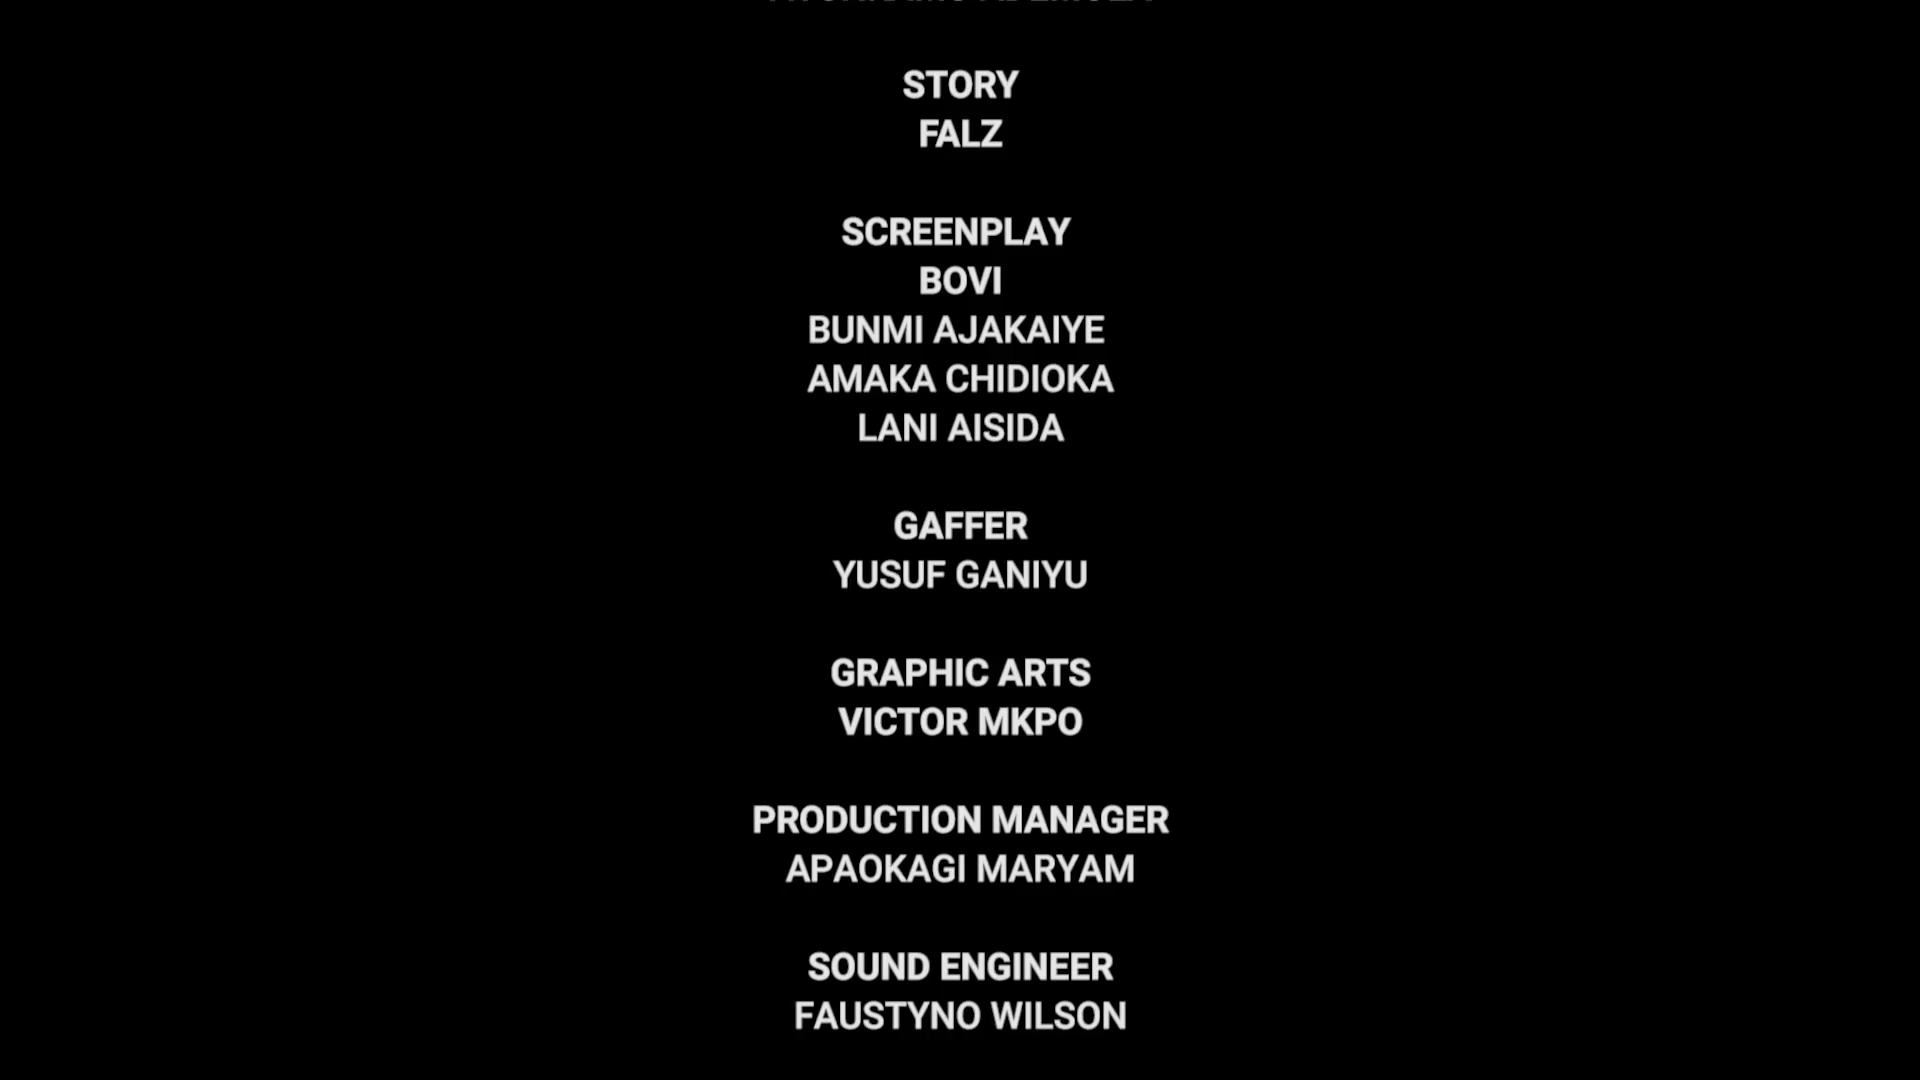 STORY
FALZ
SCREENPLAY
BOVI
BUNMI AJAKAIYE
AMAKA CHIDIOKA
LANI AISIDA
GAFFER
YUSUF GANIYU
GRAPHIC ARTS
VICTOR MKPO
PRODUCTION MANAGER
APAOKAGI MARYAM
SOUND ENGINEER
FAUSTYNO WILSON